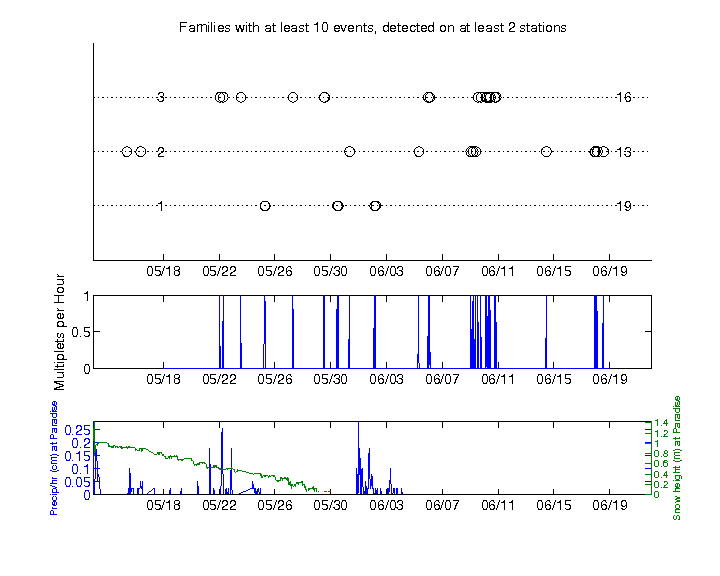 Families with at least 10 events, detected on at least 2 stations
3 16
2 13
1 19
05/18 05/22 05/26 05/30 06/03 06/07 06/11 06/15 06/19
Multiplets per Hour
1
0.5
0
05/18 05/22 05/26 05/30 06/03 06/07 06/11 06/15 06/19
Precip/hr (cm) at Paradise
0.25
0.2
0.15
0.1
0.05
0
1.4
1.2
1
0.8
0.6
0.4
0.2
0
Snow height (m) at Paradise
05/18 05/22 05/26 05/30 06/03 06/07 06/11 06/15 06/19